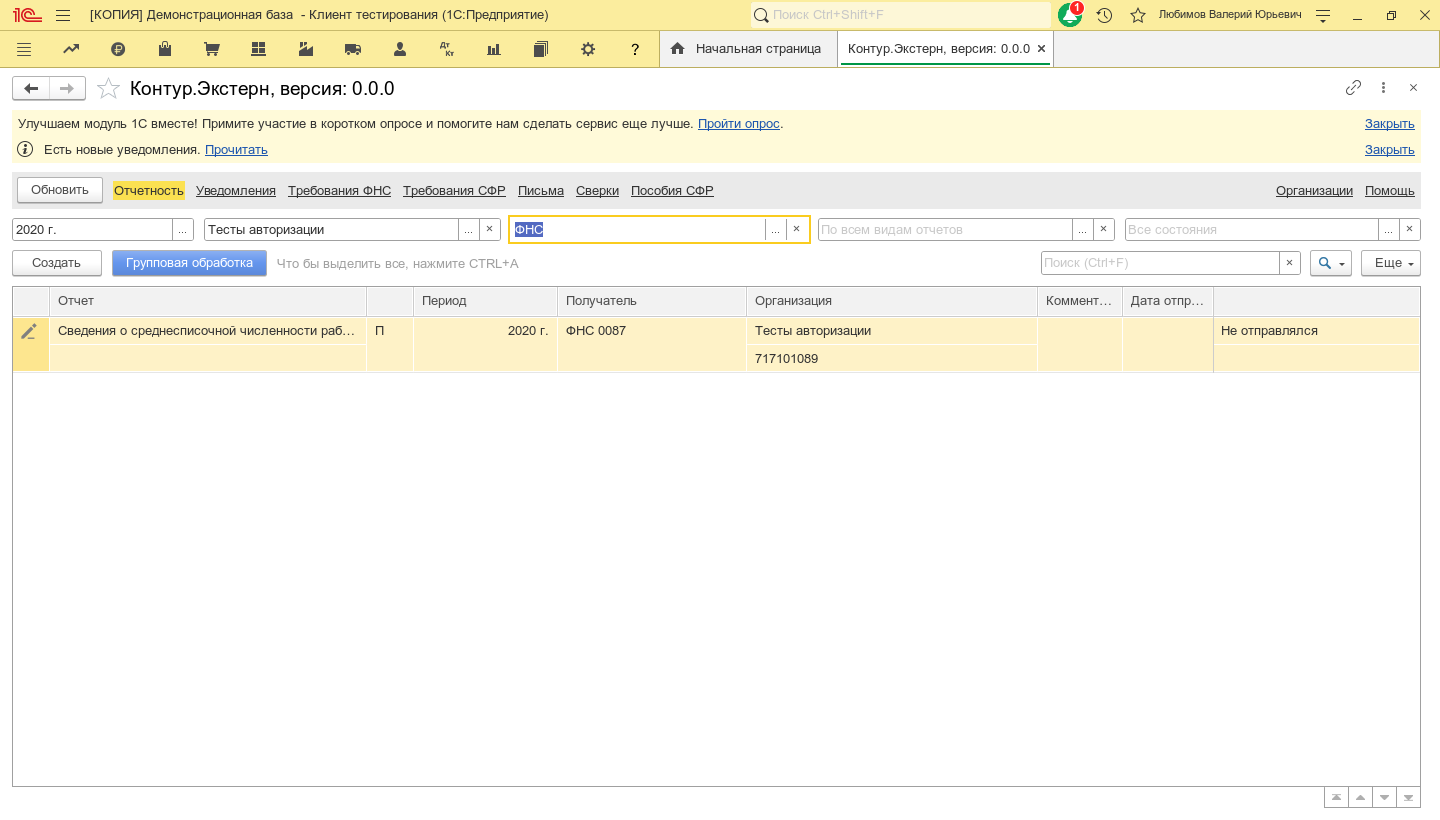 [КОПИЯ] Демонстрационная база - Клиент тестирования (1С:Предприятие)
Поиск Ctrl+Shift+F
1
Любимов Валерий Юрьевич
Дт Кт
?
Начальная страница
Контур.Экстерн, версия: 0.0.0
Контур.Экстерн, версия: 0.0.0
Улучшаем модуль 1С вместе! Примите участие в коротком опросе и помогите нам сделать сервис еще лучше. Пройти опрос.
Закрыть
Есть новые уведомления. Прочитать
Закрыть
Обновить
Отчетность
Уведомления
Требования ФНС
Требования СФР
Письма
Сверки
Пособия СФР
Организации
Помощь
2020 г.
...
Тесты авторизации
...
ФНС
...
По всем видам отчетов
...
Все состояния
...
Создать
Групповая обработка
Что бы выделить все, нажмите CTRL+A
Поиск (Ctrl+F)
Еще
Отчет
Период
Получатель
Организация
Коммент...
Дата отпр...
Сведения о среднесписочной численности раб...
П
2020 г.
ФНС 0087
Тесты авторизации
Не отправлялся
717101089